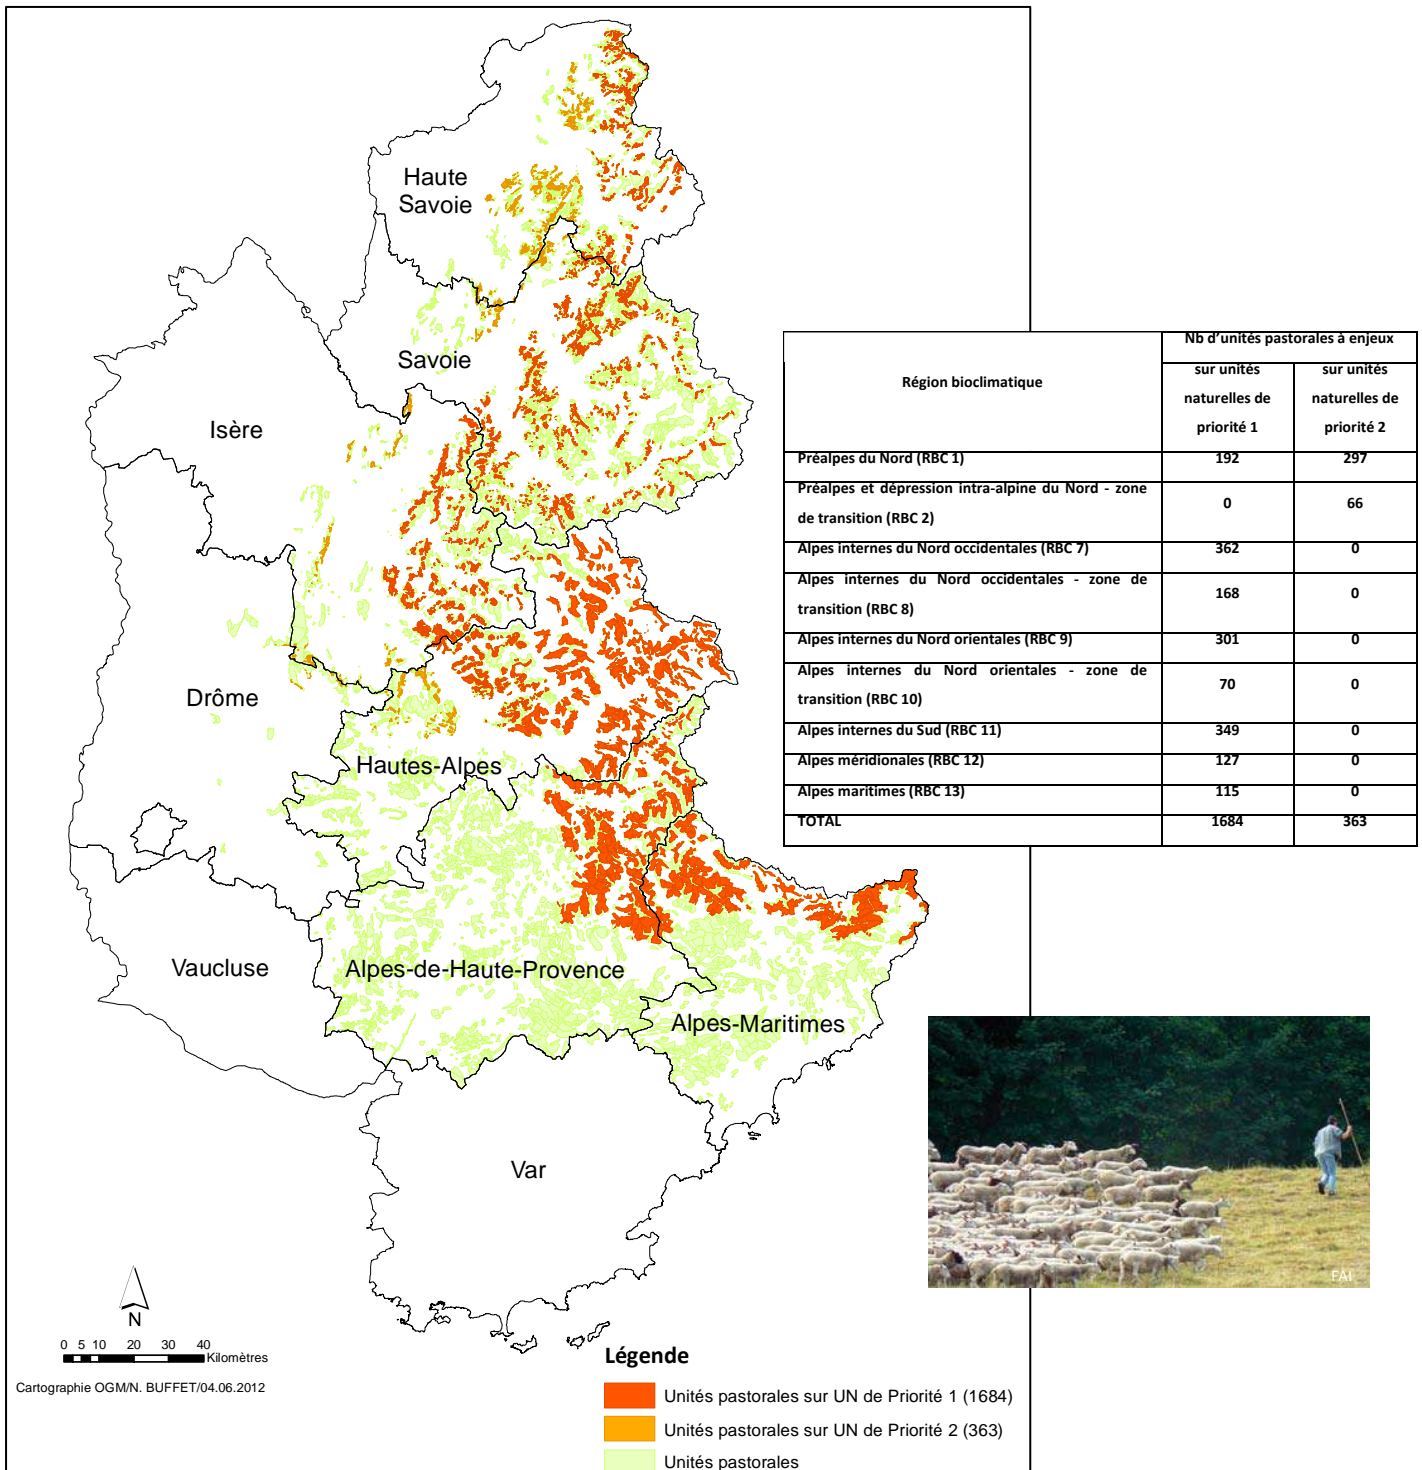 Haute
Savoie
Savoie
Isère
Drôme
Hautes-Alpes
Vaucluse
Alpes-de-Haute-Provence
Alpes-Maritimes
Var
Nb d'unités pastorales à enjeux
Région bioclimatique
sur unités
naturelles de
priorité 1
sur unités
naturelles de
priorité 2
Préalpes du Nord (RBC 1) 192 297
Préalpes et dépression intra-alpine du Nord - zone
de transition (RBC 2) 0 66
Alpes internes du Nord occidentales (RBC 7) 362 0
Alpes internes du Nord occidentales - zone de
transition (RBC 8) 168 0
Alpes internes du Nord orientales (RBC 9) 301 0
Alpes internes du Nord orientales - zone de
transition (RBC 10) 70 0
Alpes internes du Sud (RBC 11) 349 0
Alpes méridionales (RBC 12) 127 0
Alpes maritimes (RBC 13) 115 0
TOTAL 1684 363
FAI
N
0 5 10 20 30 40
Kilomètres
Cartographie OGM/N. BUFFET/04.06.2012
Légende
Unités pastorales sur UN de Priorité 1 (1684)
Unités pastorales sur UN de Priorité 2 (363)
Unités pastorales